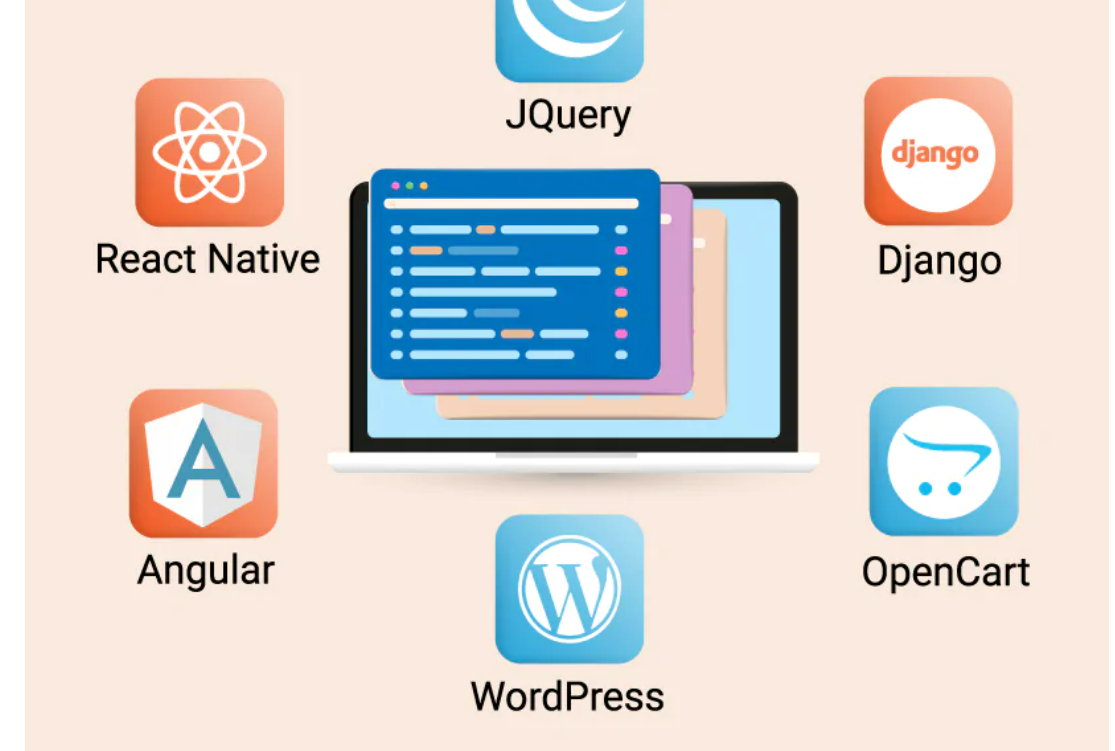 JQuery
React Native
django
Django
Angular
OpenCart
WordPress